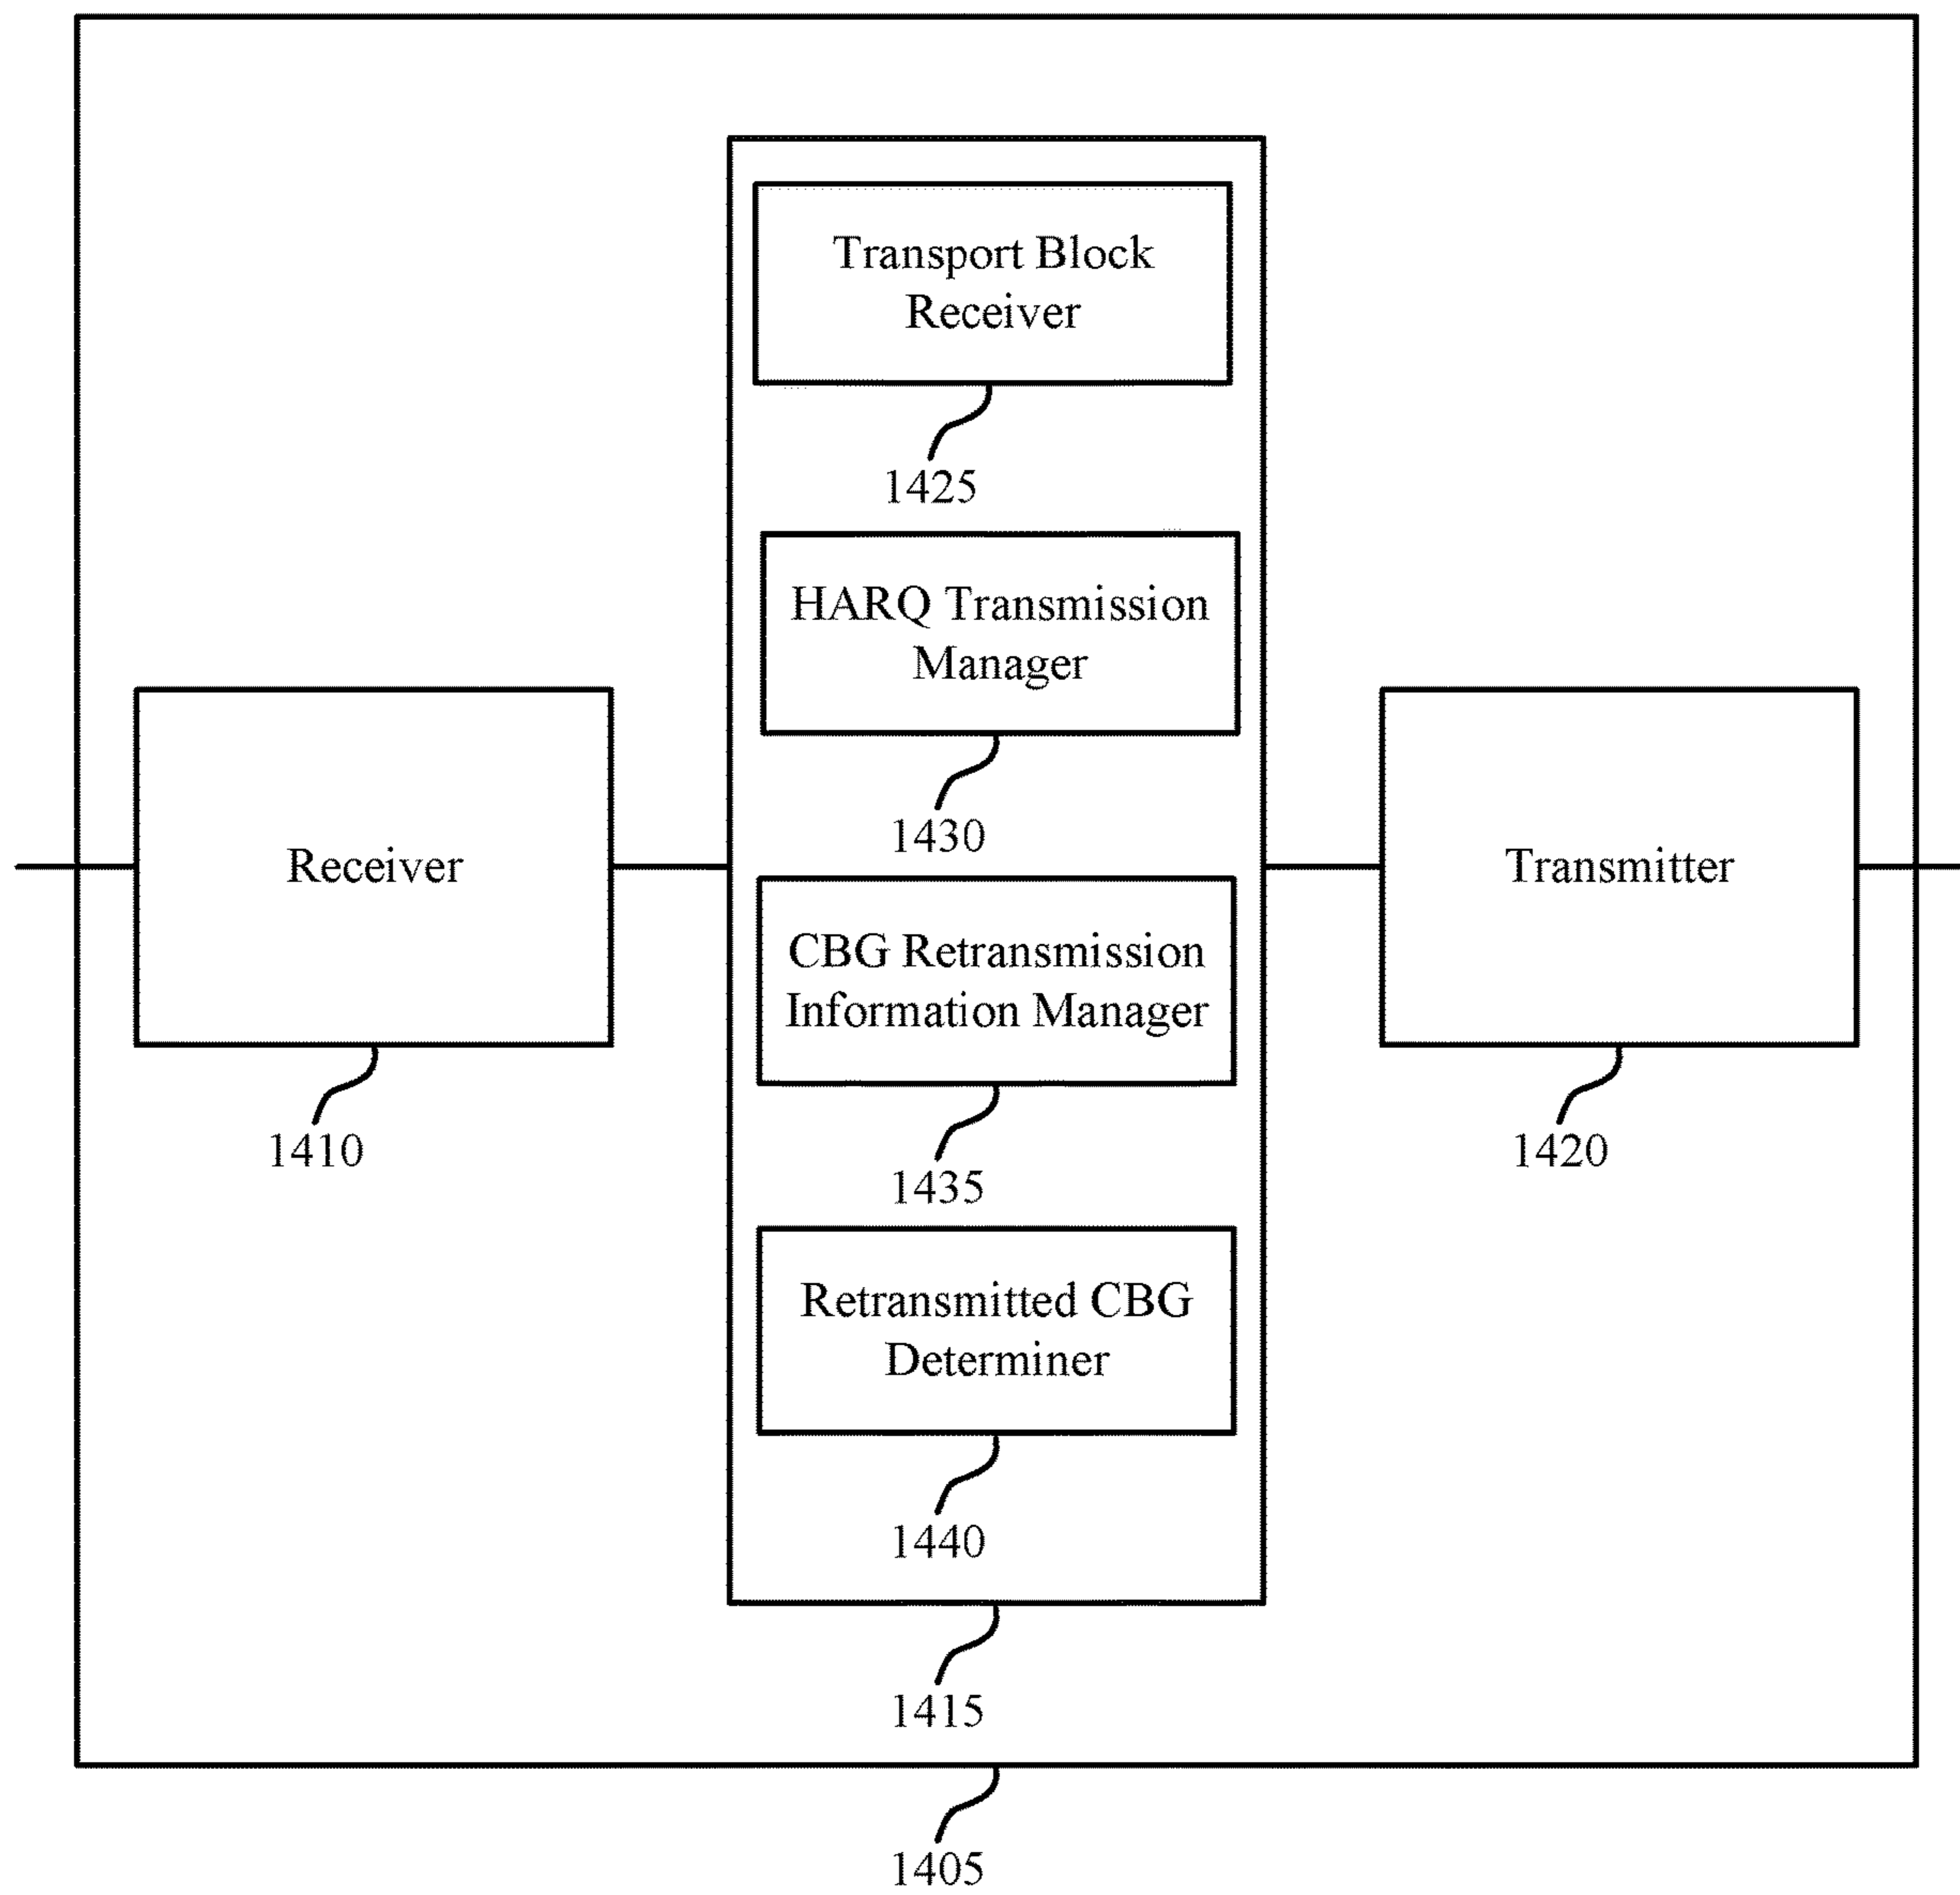 Transport Block
Receiver
1425
HARQ Transmission
Manager
1430
Receiver
1410
CBG Retransmission
Information Manager
1435
Transmitter
1420
Retransmitted CBG
Determiner
1440
1415
1405